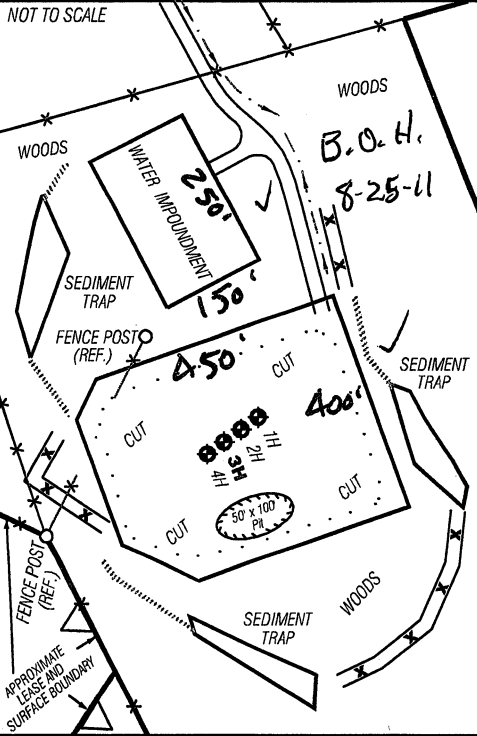 NOT TO SCALE
WOODS
B.O.H.
8-25-11
WOODS
WATER IMPOUNDMENT
250'
150'
SEDIMENT
TRAP
FENCE POST
(REF.)
450'
CUT
400'
SEDIMENT
TRAP
CUT
1H
2H
3H
4H
CUT
50' x 100'
Pit
CUT
FENCE POST
(REF.)
WOODS
SEDIMENT
TRAP
APPROXIMATE
LEASE AND
SURFACE BOUNDARY